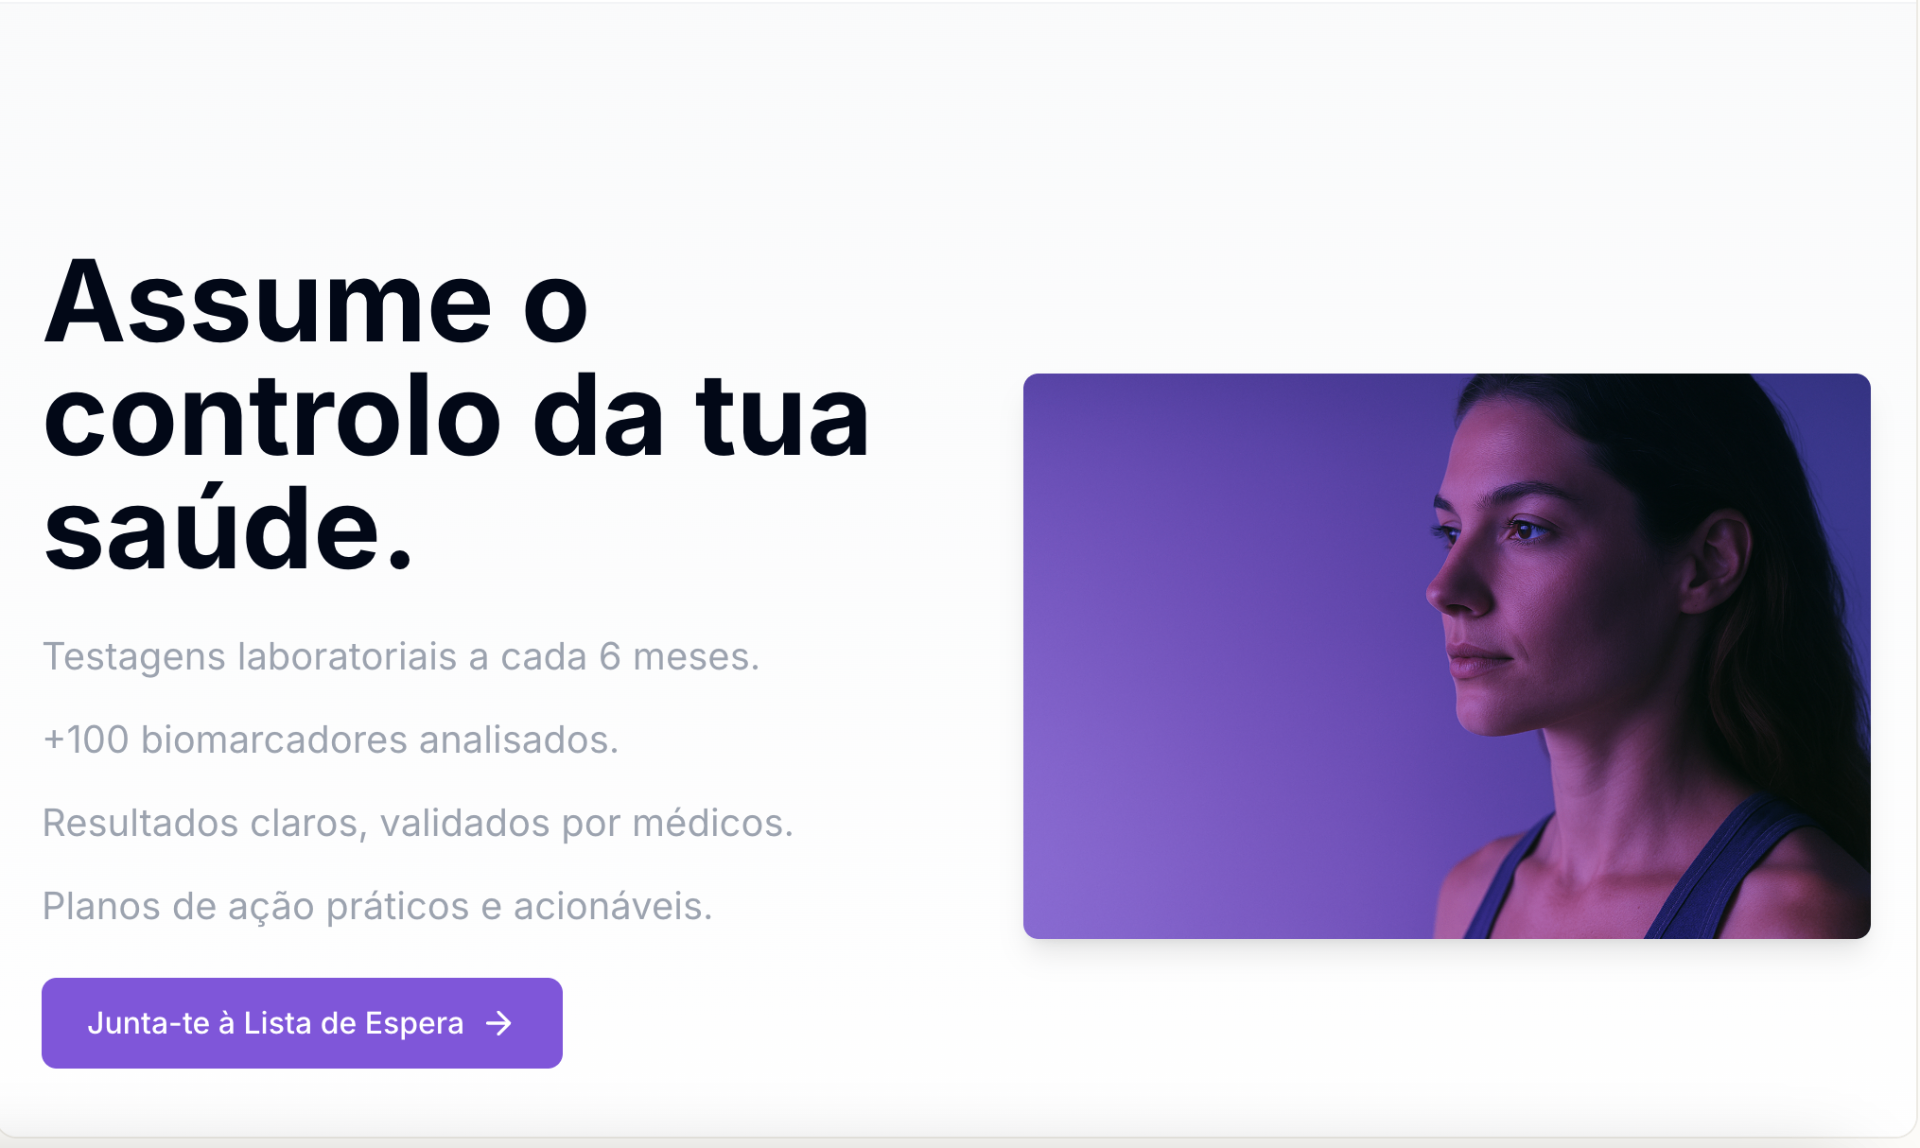 Assume o
controlo da tua
saúde.
Testagens laboratoriais a cada 6 meses.
+100 biomarcadores analisados.
Resultados claros, validados por médicos.
Planos de ação práticos e acionáveis.
Junta-te à Lista de Espera →